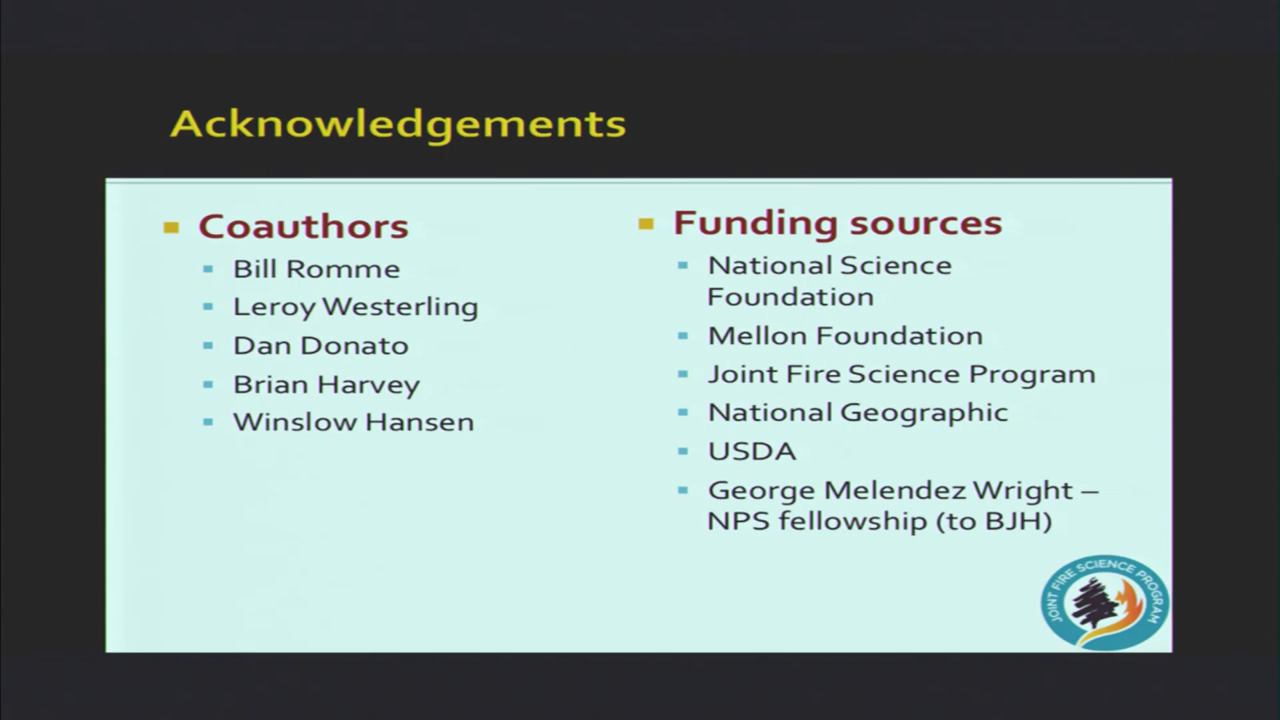 Acknowledgements
Coauthors
Bill Romme
Leroy Westerling
Dan Donato
Brian Harvey
Winslow Hansen
Funding sources
National Science
Foundation
Mellon Foundation
Joint Fire Science Program
National Geographic
USDA
George Melendez Wright –
NPS fellowship (to BJH)
JOINT FIRE SCIENCE PROGRAM